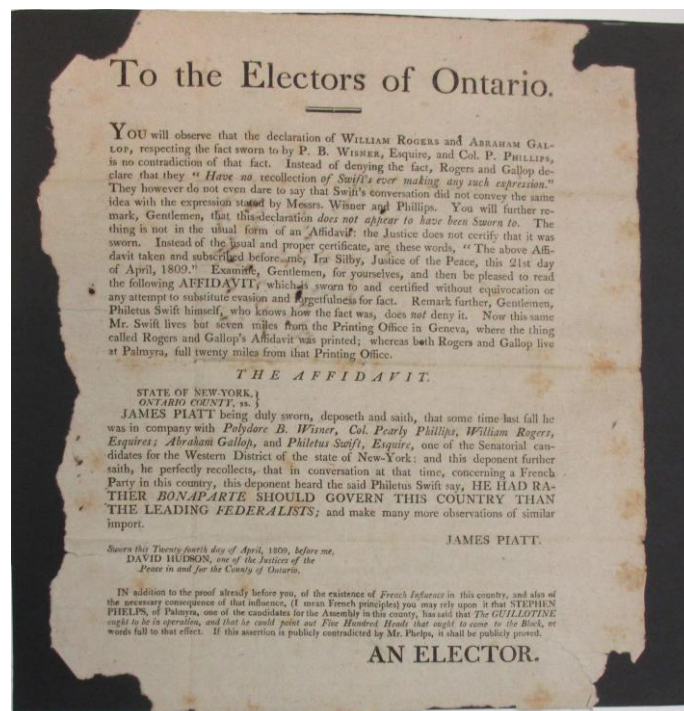 To the Electors of Ontario.
YOU will observe that the declaration of WILLIAM ROGERS and ABRAHAM GAL-
LOP, respecting the fact sworn to by P. B. WISNER, Esquire, and Col. P. PHILLIPS,
is no contradiction of that fact. Instead of denying the fact, Rogers and Gallop de-
clare that they " Have no recollection of Swift's ever making any such expression."
They however do not even dare to say that Swift's conversation did not convey the same
idea with the expression stated by Messrs. Wisner and Phillips. You will further re-
mark, Gentlemen, that this declaration does not appear to have been Sworn to. The
thing is not in the usual form of an Affidavit: the Justice does not certify that it was
sworn. Instead of the usual and proper certificate, are these words, " The above Affi-
davit taken and subscribed before me, Ira Silby, Justice of the Peace, this 21st day
of April, 1809." Examine, Gentlemen, for yourselves, and then be pleased to read
the following AFFIDAVIT, which is sworn to and certified without equivocation or
any attempt to substitute evasion and forgetfulness for fact. Remark further, Gentlemen,
Philetus Swift himself, who knows how the fact was, does not deny it. Now this same
Mr. Swift lives but seven miles from the Printing Office in Geneva, where the thing
called Rogers and Gallop's Affidavit was printed; whereas both Rogers and Gallop live
at Palmyra, full twenty miles from that Printing Office.
THE AFFIDAVIT.
STATE OF NEW-YORK, }
ONTARIO COUNTY, ss. }
JAMES PIATT being duly sworn, deposeth and saith, that some time last fall he
was in company with Polydore B. Wisner, Col. Pearly Phillips, William Rogers,
Esquires; Abraham Gallop, and Philetus Swift, Esquire, one of the Senatorial can-
didates for the Western District of the state of New-York: and this deponent further
saith, he perfectly recollects, that in conversation at that time, concerning a French
Party in this country, this deponent heard the said Philetus Swift say, HE HAD RA-
THER BONAPARTE SHOULD GOVERN THIS COUNTRY THAN
THE LEADING FEDERALISTS; and make many more observations of similar
import.
JAMES PIATT.
Sworn this Twenty-fourth day of April, 1809, before me,
DAVID HUDSON, one of the Justices of the
Peace in and for the County of Ontario.
IN addition to the proof already before you, of the existence of French Influence in this country, and also of
the necessary consequence of that influence, (I mean French principles) you may rely upon it that STEPHEN
PHELPS, of Palmyra, one of the candidates for the Assembly in this county, has said that The GUILLOTINE
ought to be in operation, and that he could point out Five Hundred Heads that ought to come to the Block, or
words full to that effect. If this assertion is publicly contradicted by Mr. Phelps, it shall be publicly proved.
AN ELECTOR.